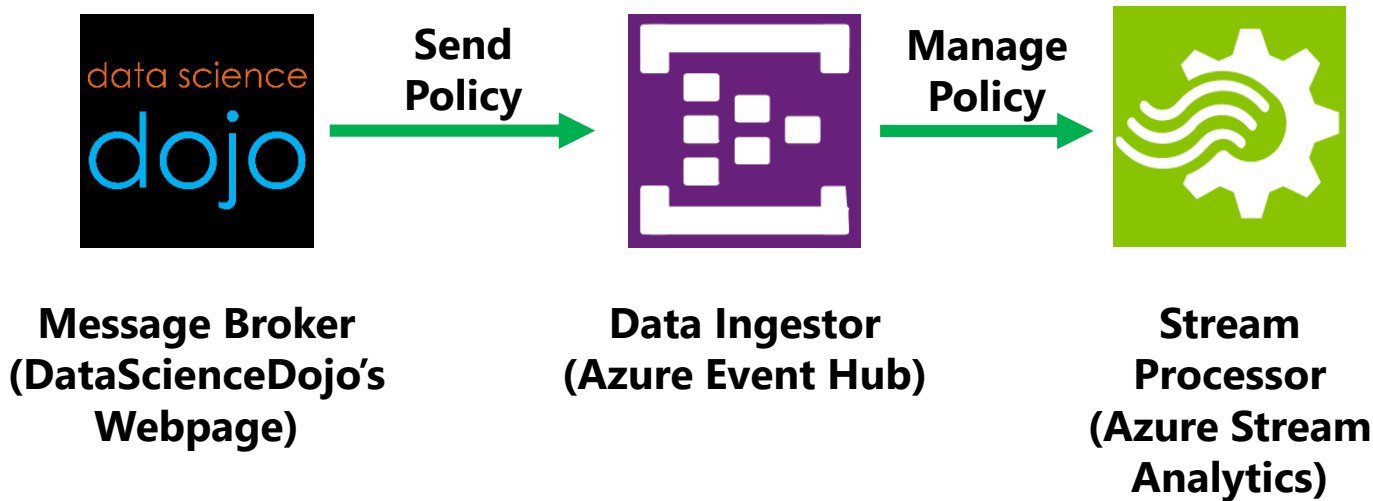 data science
dojo
Send
Policy
Manage
Policy
Message Broker
(DataScienceDojo’s
Webpage)
Data Ingestor
(Azure Event Hub)
Stream
Processor
(Azure Stream
Analytics)